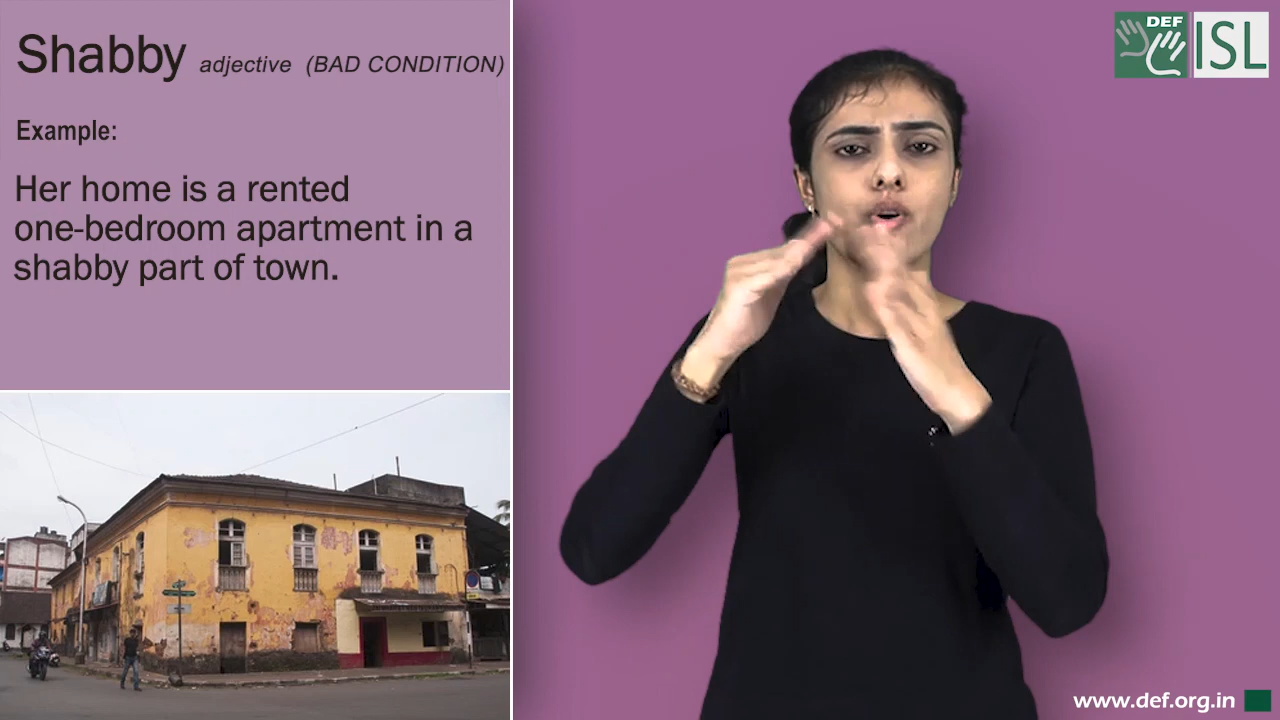 Shabby adjective (BAD CONDITION)
Example:
Her home is a rented
one-bedroom apartment in a
shabby part of town.
DEF
ISL
www.def.org.in